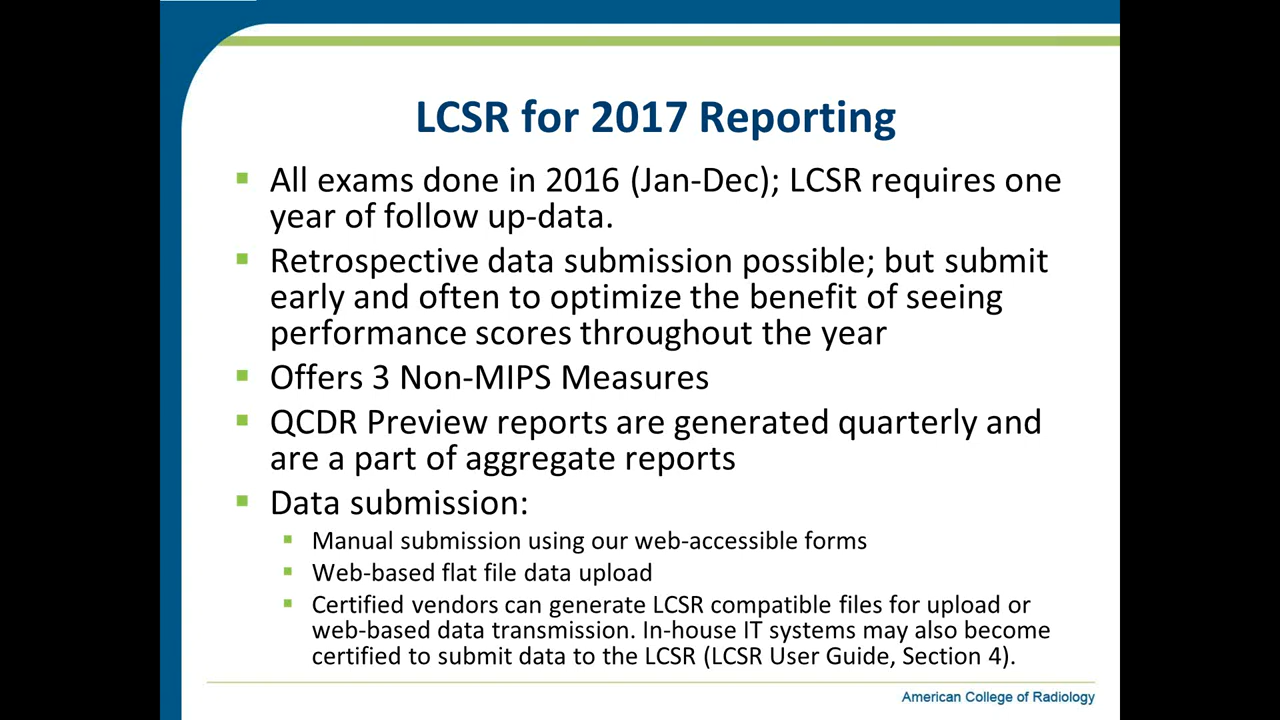 LCSR for 2017 Reporting
All exams done in 2016 (Jan-Dec); LCSR requires one
year of follow up-data.
Retrospective data submission possible; but submit
early and often to optimize the benefit of seeing
performance scores throughout the year
Offers 3 Non-MIPS Measures
QCDR Preview reports are generated quarterly and
are a part of aggregate reports
Data submission:
Manual submission using our web-accessible forms
Web-based flat file data upload
Certified vendors can generate LCSR compatible files for upload or
web-based data transmission. In-house IT systems may also become
certified to submit data to the LCSR (LCSR User Guide, Section 4).
American College of Radiology